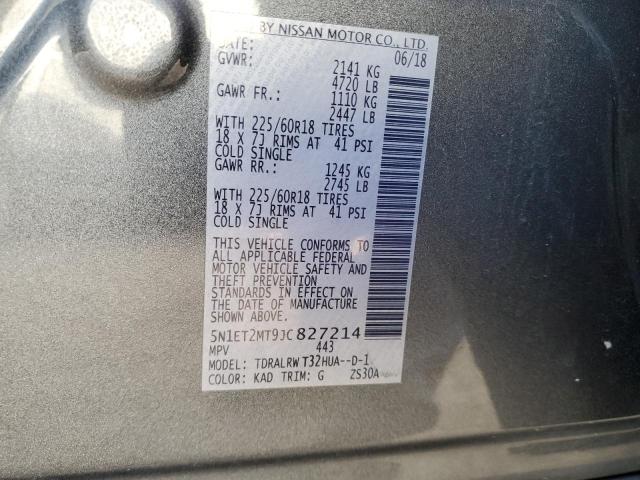 BY NISSAN MOTOR CO., LTD.
DATE: 06/18
GVWR: 2141 KG
4720 LB
GAWR FR.: 1110 KG
2447 LB
WITH 225/60R18 TIRES
18 X 7J RIMS AT 41 PSI
COLD SINGLE
GAWR RR.: 1245 KG
2745 LB
WITH 225/60R18 TIRES
18 X 7J RIMS AT 41 PSI
COLD SINGLE
THIS VEHICLE CONFORMS TO
ALL APPLICABLE FEDERAL
MOTOR VEHICLE SAFETY AND
THEFT PREVENTION
STANDARDS IN EFFECT ON
THE DATE OF MANUFACTURE
SHOWN ABOVE.
5N1ET2MT9JC827214
MPV 443
MODEL: TDRALRW T32HUA--D-1
COLOR: KAD TRIM: G ZS30A